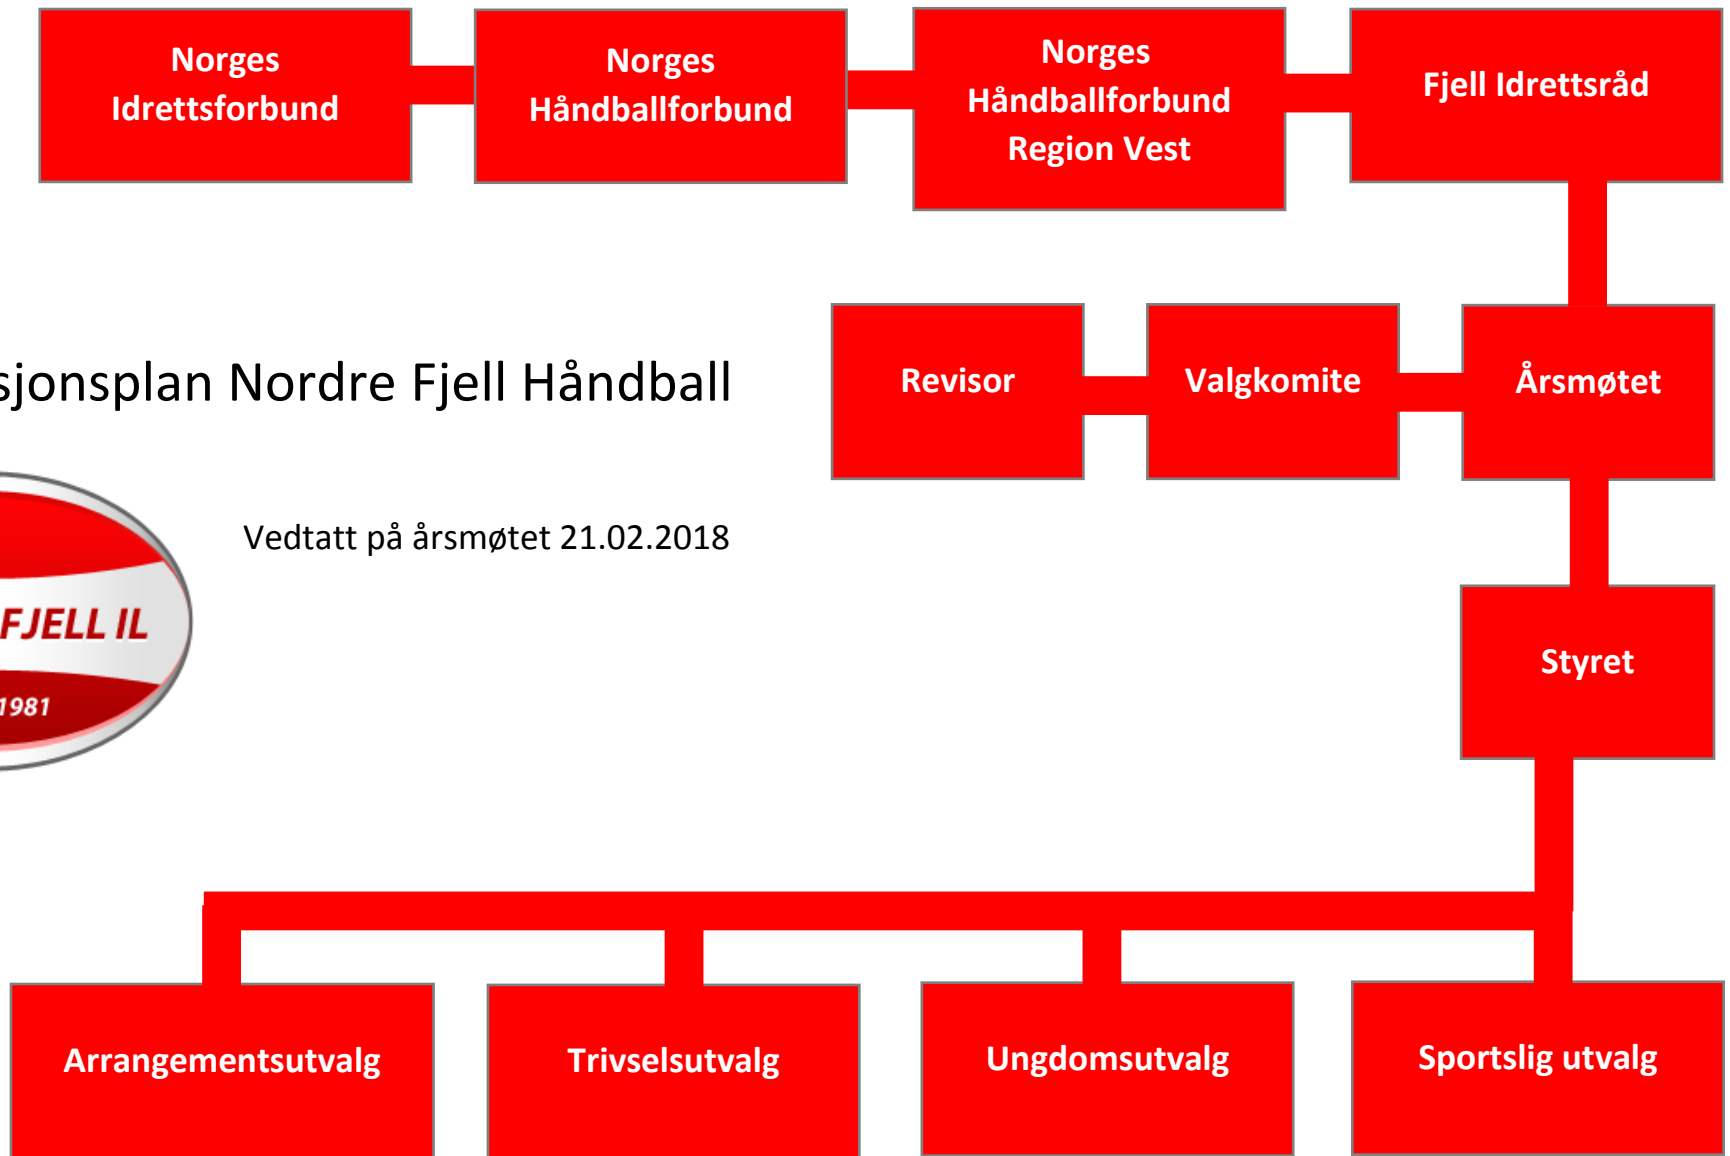 Norges
Idrettsforbund
Norges
Håndballforbund
Norges
Håndballforbund
Region Vest
Fjell Idrettsråd
sjonsplan Nordre Fjell Håndball
Revisor
Valgkomite
Årsmøtet
Vedtatt på årsmøtet 21.02.2018
FJELL IL
1981
Styret
Arrangementsutvalg
Trivselsutvalg
Ungdomsutvalg
Sportslig utvalg